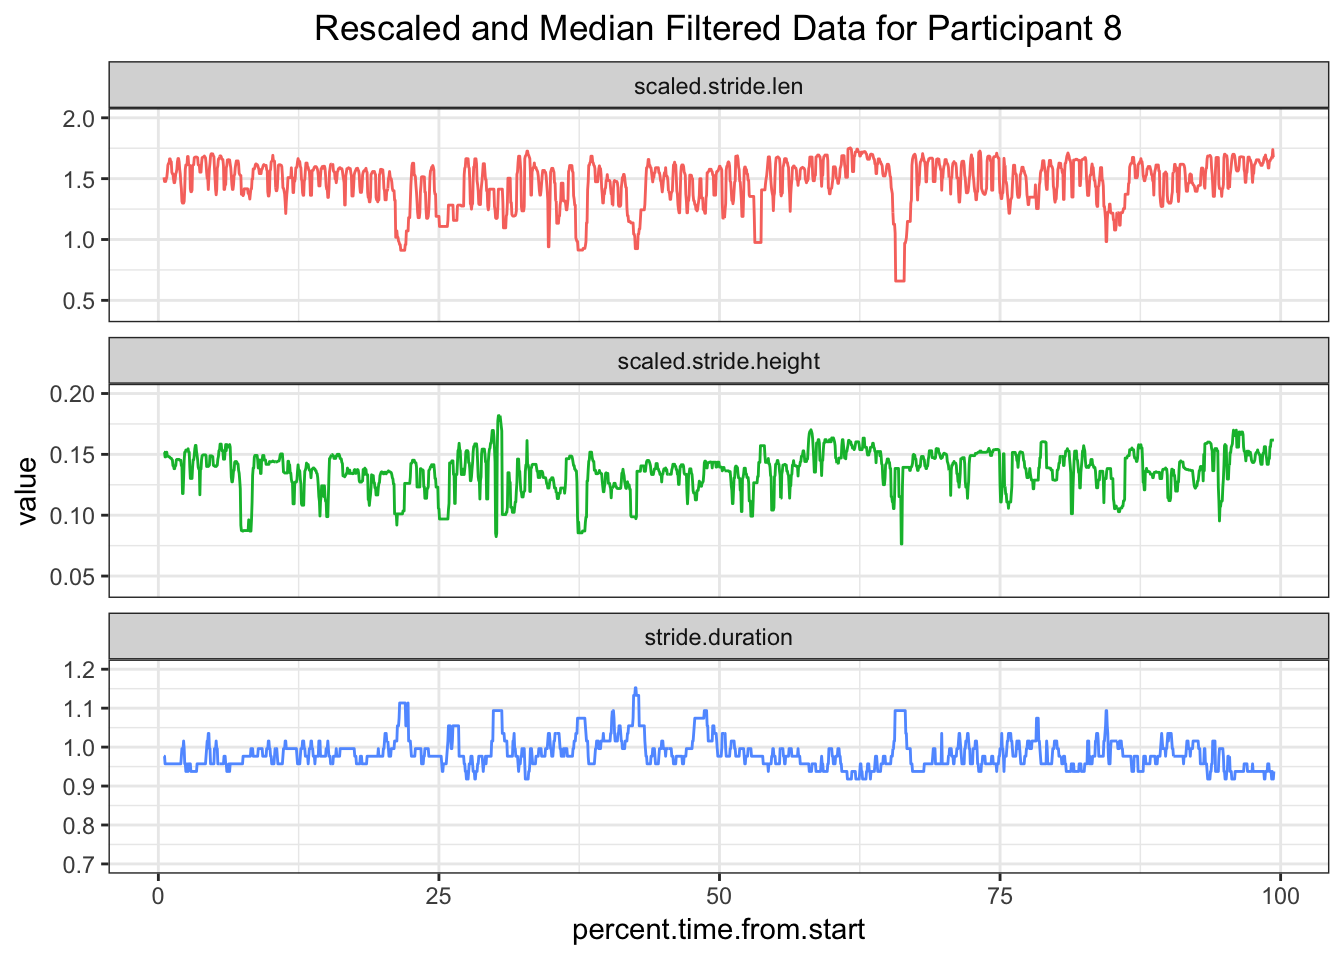 Rescaled and Median Filtered Data for Participant 8
scaled.stride.len
2.0
1.5
1.0
0.5
scaled.stride.height
0.20
0.15
0.10
0.05
value
stride.duration
1.2
1.1
1.0
0.9
0.8
0.7
0 25 50 75 100
percent.time.from.start